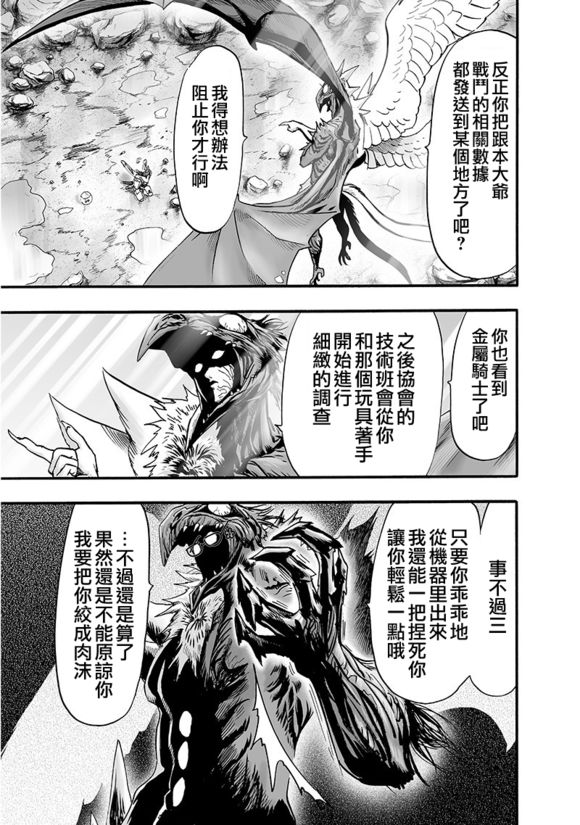 反正你把跟本大爺
戰鬥的相關數據
都發送到某個地方了吧？
我得想辦法
阻止你才行啊
你也看到
金屬騎士了吧
之後協會的
技術班會從你
和那個玩具著手
開始進行
細緻的調查
事不過三
只要你乖乖地
從機器里出來
我還能一把捏死你
讓你輕鬆一點哦
…不過還是算了
果然還是不能原諒你
我要把你絞成肉沫